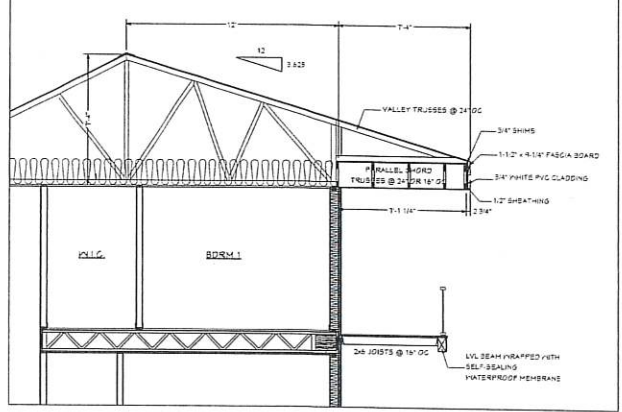 12'
7'-4"
12
3.625
7'-4"
VALLEY TRUSSES @ 24" OC
3/4" SHIMS
1-1/2" x 9-1/4" FASCIA BOARD
3/4" WHITE PVC CLADDING
1/2" SHEATHING
PARALLEL CHORD
TRUSSES @ 24" OR 16" OC
7'-1 1/4"
2 3/4"
W.I.C.
BDRM.1
2x8 JOISTS @ 16" OC
LVL BEAM WRAPPED WITH
SELF-SEALING
WATERPROOF MEMBRANE